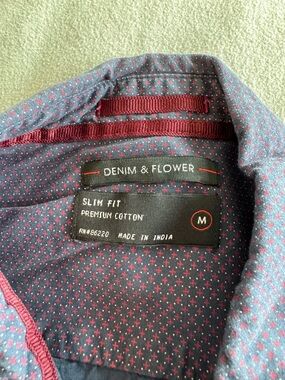 DENIM & FLOWER
SLIM FIT
PREMIUM COTTON
M
RN#86220 MADE IN INDIA